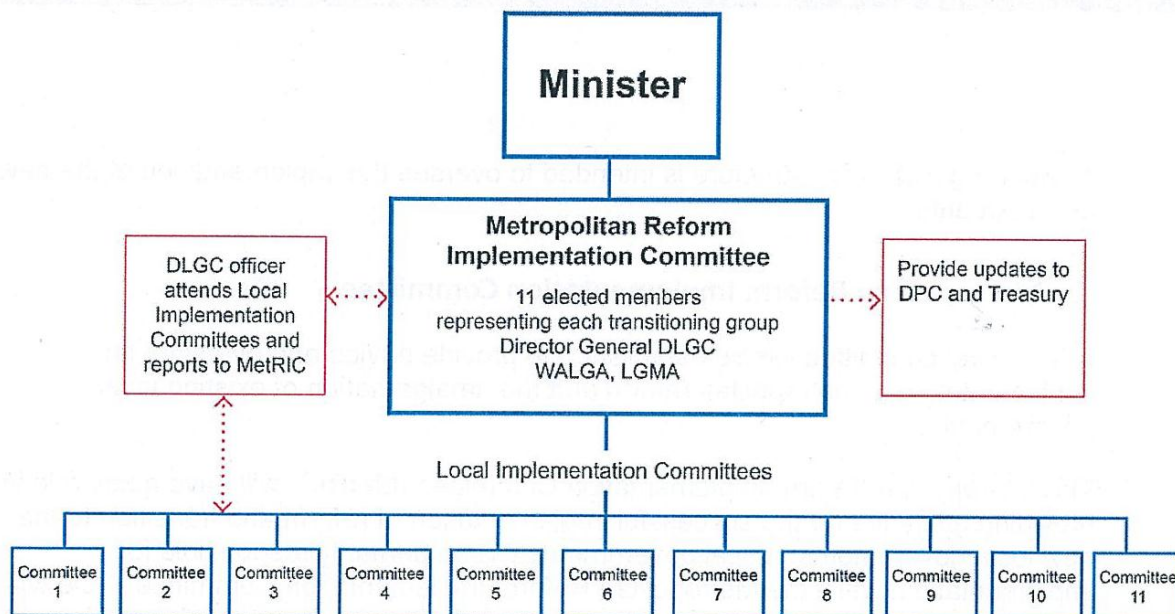 Minister
Metropolitan Reform
Implementation Committee
11 elected members
representing each transitioning group
Director General DLGC
WALGA, LGMA
DLGC officer
attends Local
Implementation
Committees and
reports to MetRIC
Provide updates to
DPC and Treasury
Local Implementation Committees
Committee
1
Committee
2
Committee
3
Committee
4
Committee
5
Committee
6
Committee
7
Committee
8
Committee
9
Committee
10
Committee
11